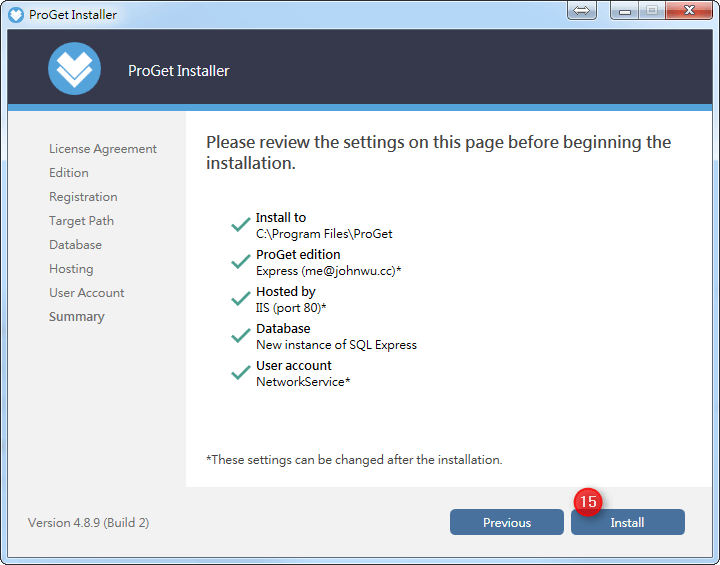 ProGet Installer
ProGet Installer
License Agreement
Edition
Registration
Target Path
Database
Hosting
User Account
Summary
Please review the settings on this page before beginning the
installation.
Install to
C:\Program Files\ProGet
ProGet edition
Express (me@johnwu.cc)*
Hosted by
IIS (port 80)*
Database
New instance of SQL Express
User account
NetworkService*
*These settings can be changed after the installation.
Version 4.8.9 (Build 2)
Previous
15
Install